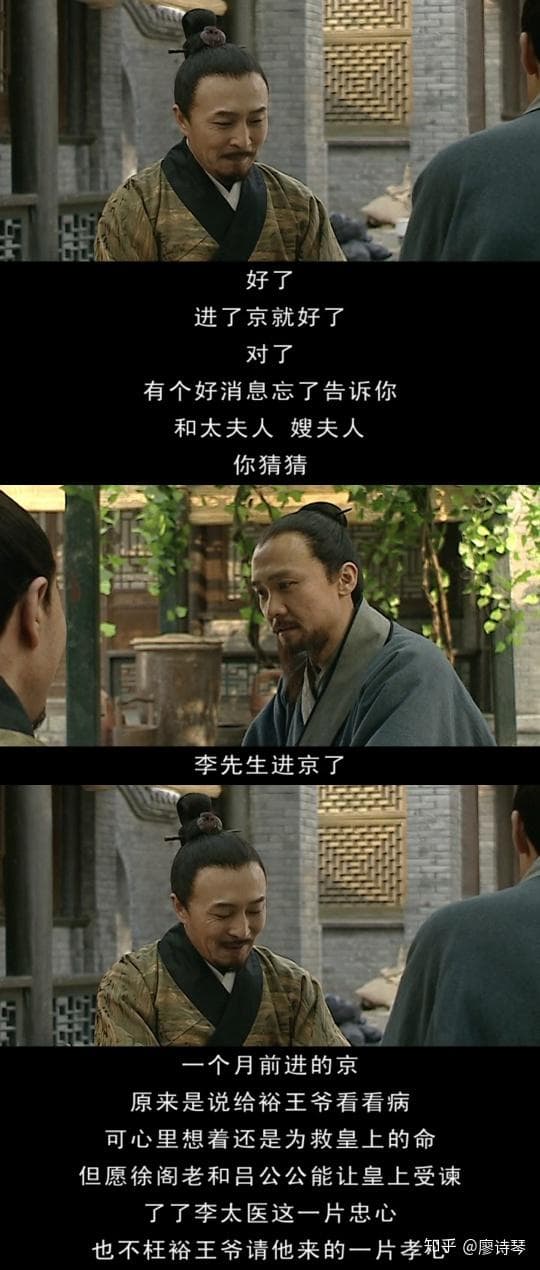 好了
进了京就好了
对了
有个好消息忘了告诉你
和太夫人 嫂夫人
你猜猜
李先生进京了
一个月前进的京
原来是说给裕王爷看看病
可心里想着还是为救皇上的命
但愿徐阁老和吕公公能让皇上受谏
了了李太医这一片忠心
也不枉裕王爷请他来的一片孝心
知乎 @廖诗琴